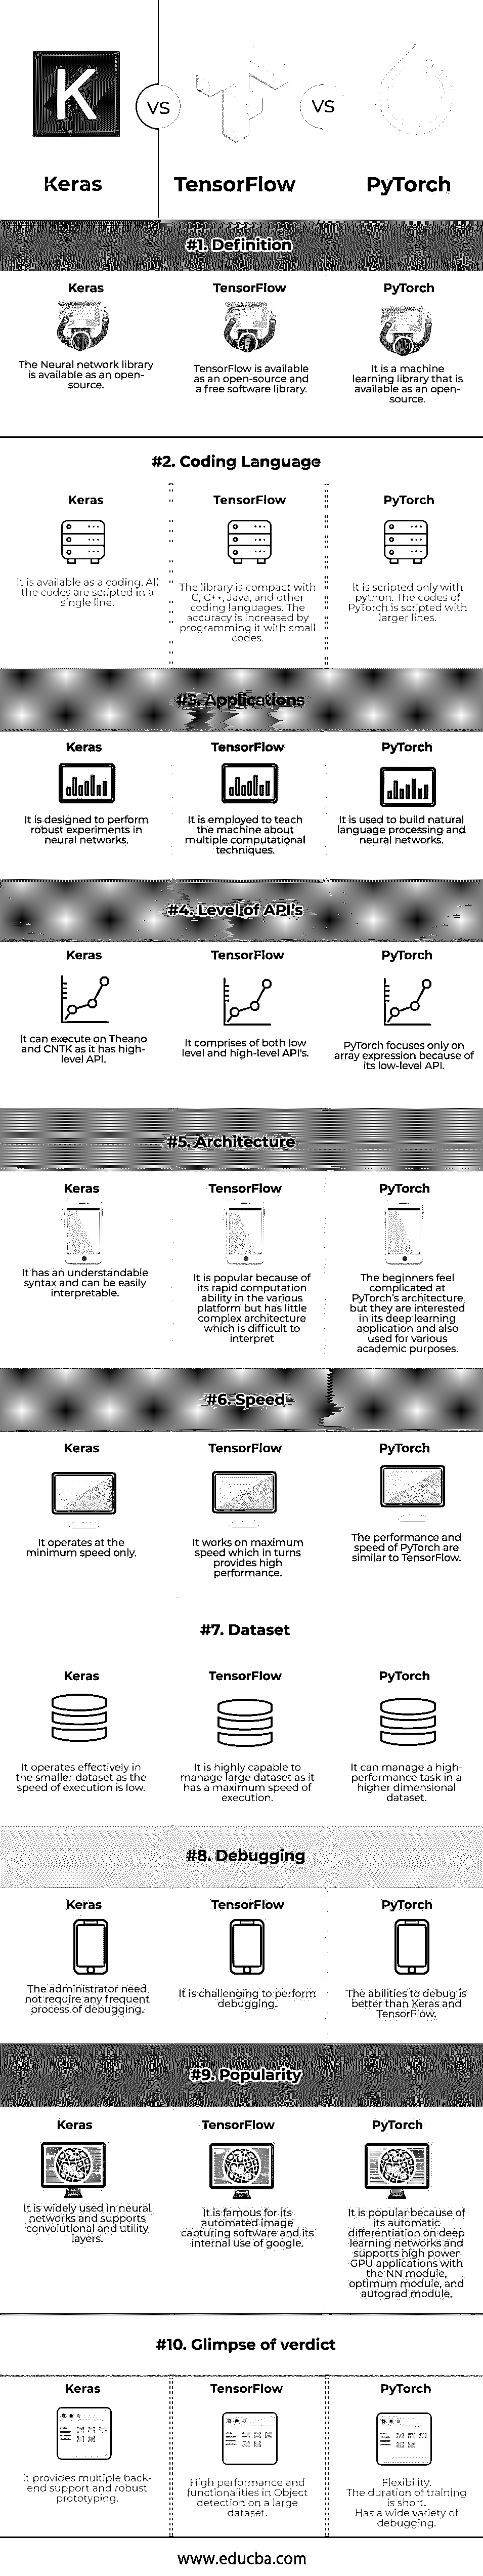 K
VS
VS
Keras
TensorFlow
PyTorch
#1. Definition
Keras
The Neural network library
is available as an open-
source.
TensorFlow
TensorFlow is available
as an open-source and
a free software library.
PyTorch
It is a machine
learning library that is
available as an open-
source.
#2. Coding Language
Keras
It is available as a coding. All
the codes are scripted in a
single line.
TensorFlow
The library is compact with
C, C++, Java, and other
coding languages. The
accuracy is increased by
programming it with small
codes.
PyTorch
It is scripted only with
python. The codes of
PyTorch is scripted with
larger lines.
#3. Applications
Keras
It is designed to perform
robust experiments in
neural networks.
TensorFlow
It is employed to teach
the machine about
multiple computational
techniques.
PyTorch
It is used to build natural
language processing and
neural networks.
#4. Level of API's
Keras
It can execute on Theano
and CNTK as it has high-
level API.
TensorFlow
It comprises of both low
level and high-level API's.
PyTorch
PyTorch focuses only on
array expression because of
its low-level API.
#5. Architecture
Keras
It has an understandable
syntax and can be easily
interpretable.
TensorFlow
It is popular because of
its rapid computation
ability in the various
platform but has little
complex architecture
which is difficult to
interpret
PyTorch
The beginners feel
complicated at
PyTorch's architecture
but they are interested
in its deep learning
application and also
used for various
academic purposes.
#6. Speed
Keras
It operates at the
minimum speed only.
TensorFlow
It works on maximum
speed which in turns
provides high
performance.
PyTorch
The performance and
speed of PyTorch are
similar to TensorFlow.
#7. Dataset
Keras
It operates effectively in
the smaller dataset as the
speed of execution is low.
TensorFlow
It is highly capable to
manage large dataset as it
has a maximum speed of
execution.
PyTorch
It can manage a high-
performance task in a
higher dimensional
dataset.
#8. Debugging
Keras
The administrator need
not require any frequent
process of debugging.
TensorFlow
It is challenging to perform
debugging.
PyTorch
The abilities to debug is
better than Keras and
TensorFlow.
#9. Popularity
Keras
It is widely used in neural
networks and supports
convolutional and utility
layers.
TensorFlow
It is famous for its
automated image
capturing software and its
internal use of google.
PyTorch
It is popular because of
its automatic
differentiation on deep
learning networks and
supports high power
GPU applications with
the NN module,
optimum module, and
autograd module.
#10. Glimpse of verdict
Keras
It provides multiple back-
end support and robust
prototyping.
TensorFlow
High performance and
functionalities in Object
detection on a large
dataset.
PyTorch
Flexibility.
The duration of training
is short.
Has a wide variety of
debugging.
www.educba.com